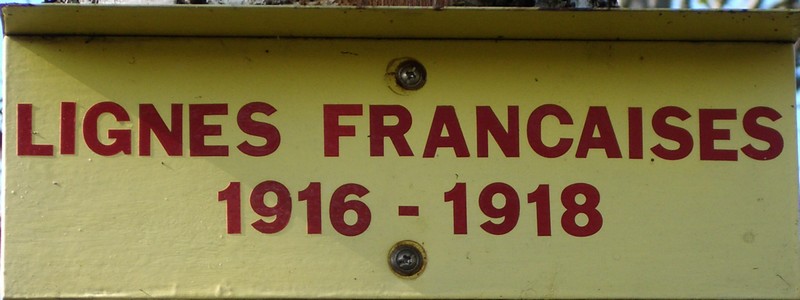 LIGNES FRANCAISES
1916 - 1918